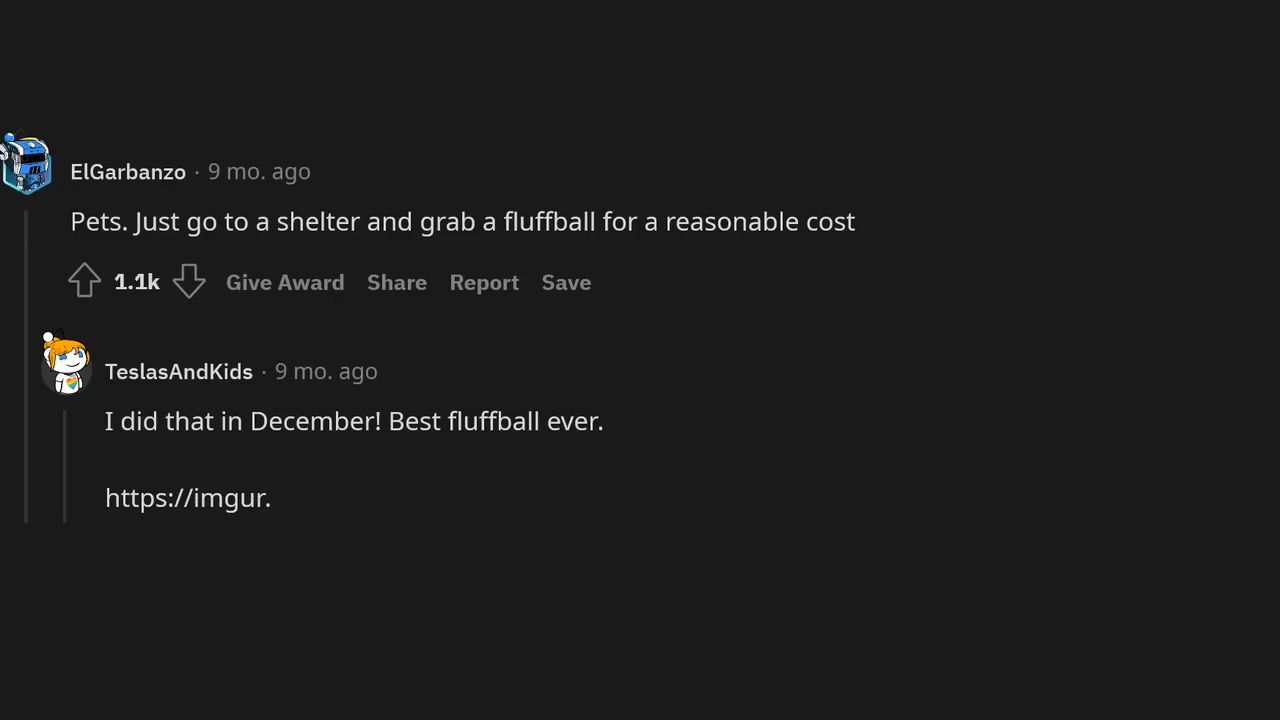 ElGarbanzo · 9 mo. ago
Pets. Just go to a shelter and grab a fluffball for a reasonable cost
1.1k Give Award Share Report Save
TeslasAndKids · 9 mo. ago
I did that in December! Best fluffball ever.
https://imgur.